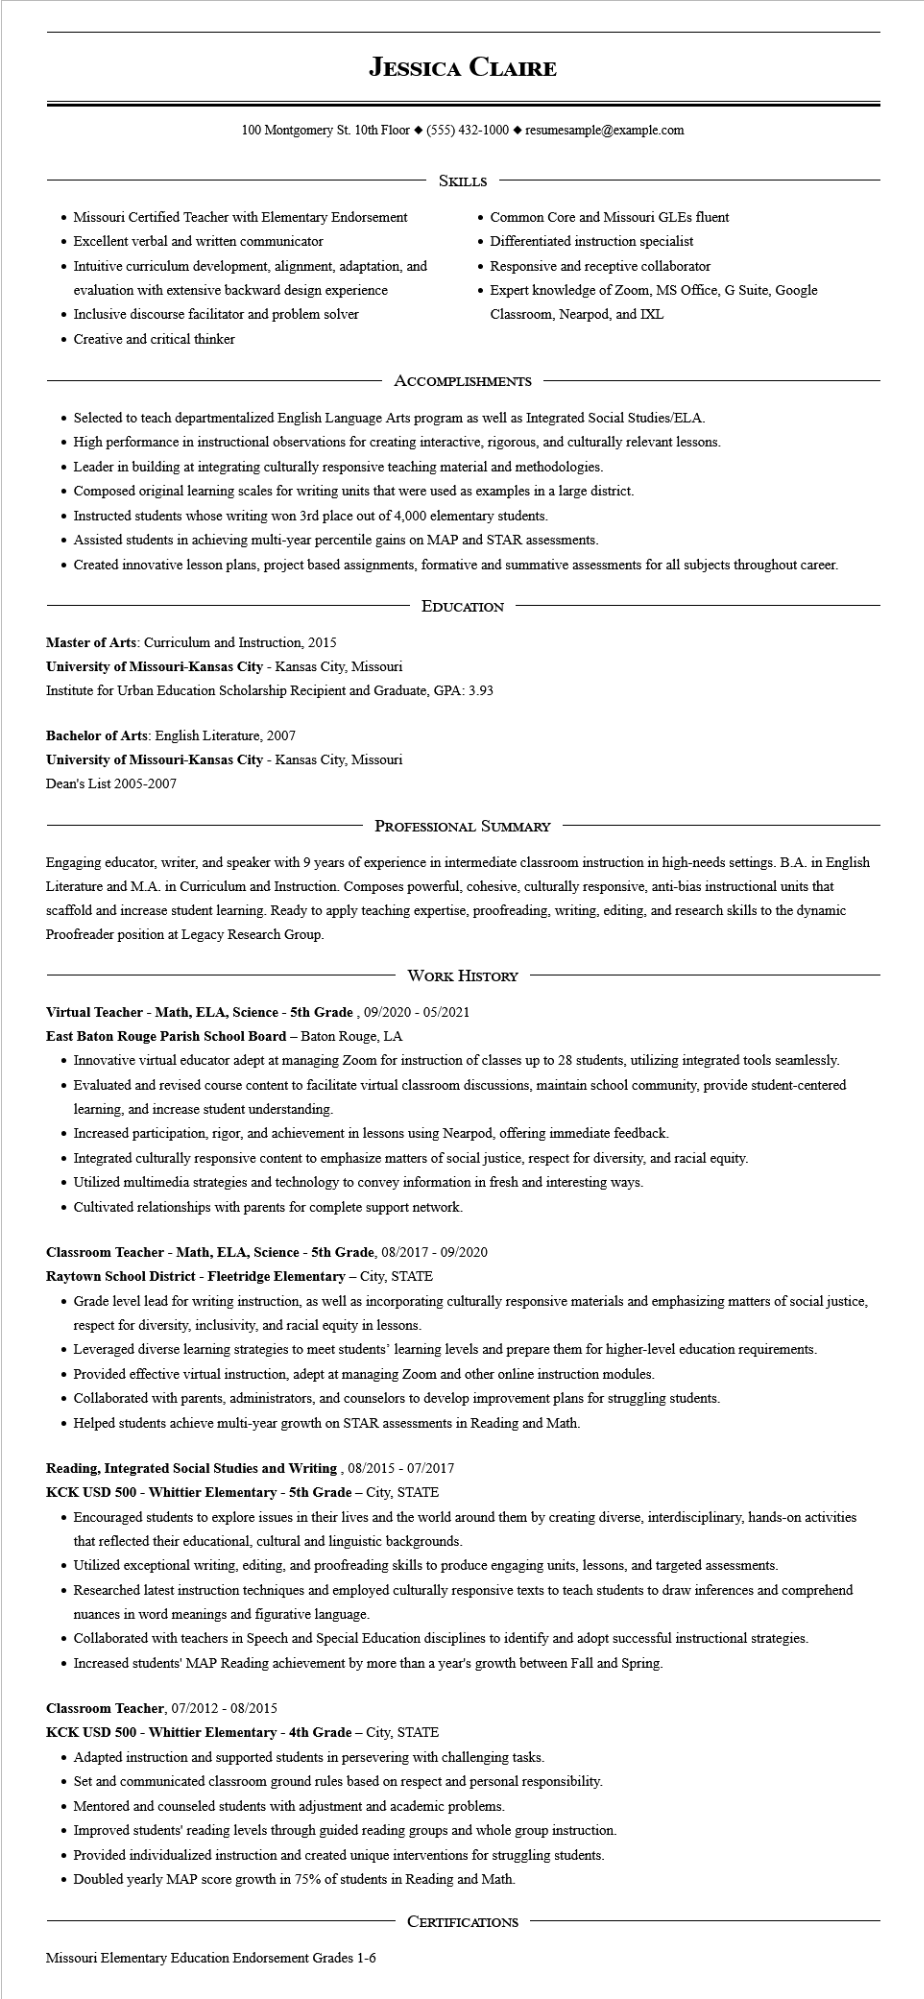 Jessica Claire
100 Montgomery St. 10th Floor ◆ (555) 432-1000 ◆ resumesample@example.com
Skills
• Missouri Certified Teacher with Elementary Endorsement
• Excellent verbal and written communicator
• Intuitive curriculum development, alignment, adaptation, and
evaluation with extensive backward design experience
• Inclusive discourse facilitator and problem solver
• Creative and critical thinker
• Common Core and Missouri GLEs fluent
• Differentiated instruction specialist
• Responsive and receptive collaborator
• Expert knowledge of Zoom, MS Office, G Suite, Google
Classroom, Nearpod, and IXL
Accomplishments
• Selected to teach departmentalized English Language Arts program as well as Integrated Social Studies/ELA.
• High performance in instructional observations for creating interactive, rigorous, and culturally relevant lessons.
• Leader in building at integrating culturally responsive teaching material and methodologies.
• Composed original learning scales for writing units that were used as examples in a large district.
• Instructed students whose writing won 3rd place out of 4,000 elementary students.
• Assisted students in achieving multi-year percentile gains on MAP and STAR assessments.
• Created innovative lesson plans, project based assignments, formative and summative assessments for all subjects throughout career.
Education
Master of Arts: Curriculum and Instruction, 2015
University of Missouri-Kansas City - Kansas City, Missouri
Institute for Urban Education Scholarship Recipient and Graduate, GPA: 3.93
Bachelor of Arts: English Literature, 2007
University of Missouri-Kansas City - Kansas City, Missouri
Dean's List 2005-2007
Professional Summary
Engaging educator, writer, and speaker with 9 years of experience in intermediate classroom instruction in high-needs settings. B.A. in English
Literature and M.A. in Curriculum and Instruction. Composes powerful, cohesive, culturally responsive, anti-bias instructional units that
scaffold and increase student learning. Ready to apply teaching expertise, proofreading, writing, editing, and research skills to the dynamic
Proofreader position at Legacy Research Group.
Work History
Virtual Teacher - Math, ELA, Science - 5th Grade , 09/2020 - 05/2021
East Baton Rouge Parish School Board – Baton Rouge, LA
• Innovative virtual educator adept at managing Zoom for instruction of classes up to 28 students, utilizing integrated tools seamlessly.
• Evaluated and revised course content to facilitate virtual classroom discussions, maintain school community, provide student-centered
learning, and increase student understanding.
• Increased participation, rigor, and achievement in lessons using Nearpod, offering immediate feedback.
• Integrated culturally responsive content to emphasize matters of social justice, respect for diversity, and racial equity.
• Utilized multimedia strategies and technology to convey information in fresh and interesting ways.
• Cultivated relationships with parents for complete support network.
Classroom Teacher - Math, ELA, Science - 5th Grade, 08/2017 - 09/2020
Raytown School District - Fleetridge Elementary – City, STATE
• Grade level lead for writing instruction, as well as incorporating culturally responsive materials and emphasizing matters of social justice,
respect for diversity, inclusivity, and racial equity in lessons.
• Leveraged diverse learning strategies to meet students’ learning levels and prepare them for higher-level education requirements.
• Provided effective virtual instruction, adept at managing Zoom and other online instruction modules.
• Collaborated with parents, administrators, and counselors to develop improvement plans for struggling students.
• Helped students achieve multi-year growth on STAR assessments in Reading and Math.
Reading, Integrated Social Studies and Writing , 08/2015 - 07/2017
KCK USD 500 - Whittier Elementary - 5th Grade – City, STATE
• Encouraged students to explore issues in their lives and the world around them by creating diverse, interdisciplinary, hands-on activities
that reflected their educational, cultural and linguistic backgrounds.
• Utilized exceptional writing, editing, and proofreading skills to produce engaging units, lessons, and targeted assessments.
• Researched latest instruction techniques and employed culturally responsive texts to teach students to draw inferences and comprehend
nuances in word meanings and figurative language.
• Collaborated with teachers in Speech and Special Education disciplines to identify and adopt successful instructional strategies.
• Increased students' MAP Reading achievement by more than a year's growth between Fall and Spring.
Classroom Teacher, 07/2012 - 08/2015
KCK USD 500 - Whittier Elementary - 4th Grade – City, STATE
• Adapted instruction and supported students in persevering with challenging tasks.
• Set and communicated classroom ground rules based on respect and personal responsibility.
• Mentored and counseled students with adjustment and academic problems.
• Improved students' reading levels through guided reading groups and whole group instruction.
• Provided individualized instruction and created unique interventions for struggling students.
• Doubled yearly MAP score growth in 75% of students in Reading and Math.
Certifications
Missouri Elementary Education Endorsement Grades 1-6